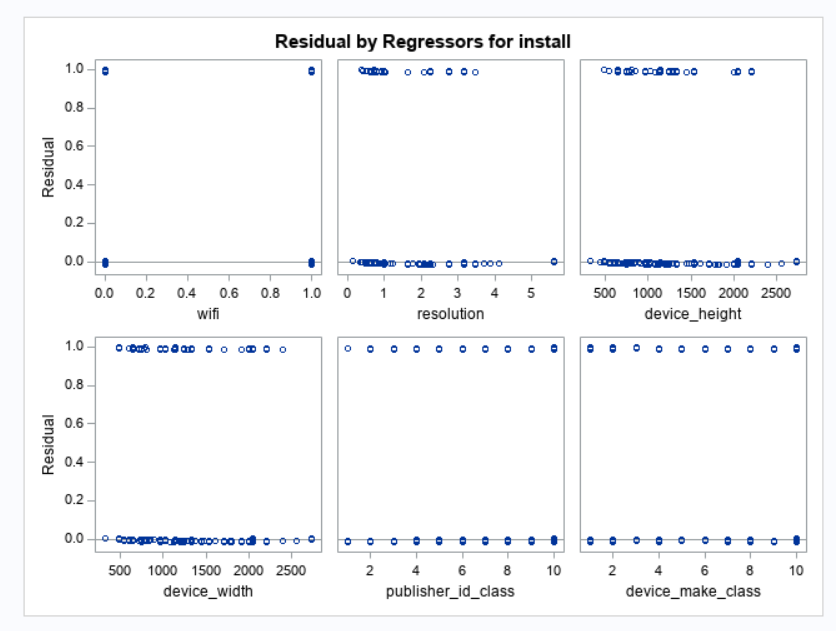 Residual by Regressors for install
Residual
1.0
0.8
0.6
0.4
0.2
0.0
0.0 0.2 0.4 0.6 0.8 1.0
wifi
0 1 2 3 4 5
resolution
500 1000 1500 2000 2500
device_height
Residual
1.0
0.8
0.6
0.4
0.2
0.0
500 1000 1500 2000 2500
device_width
2 4 6 8 10
publisher_id_class
2 4 6 8 10
device_make_class